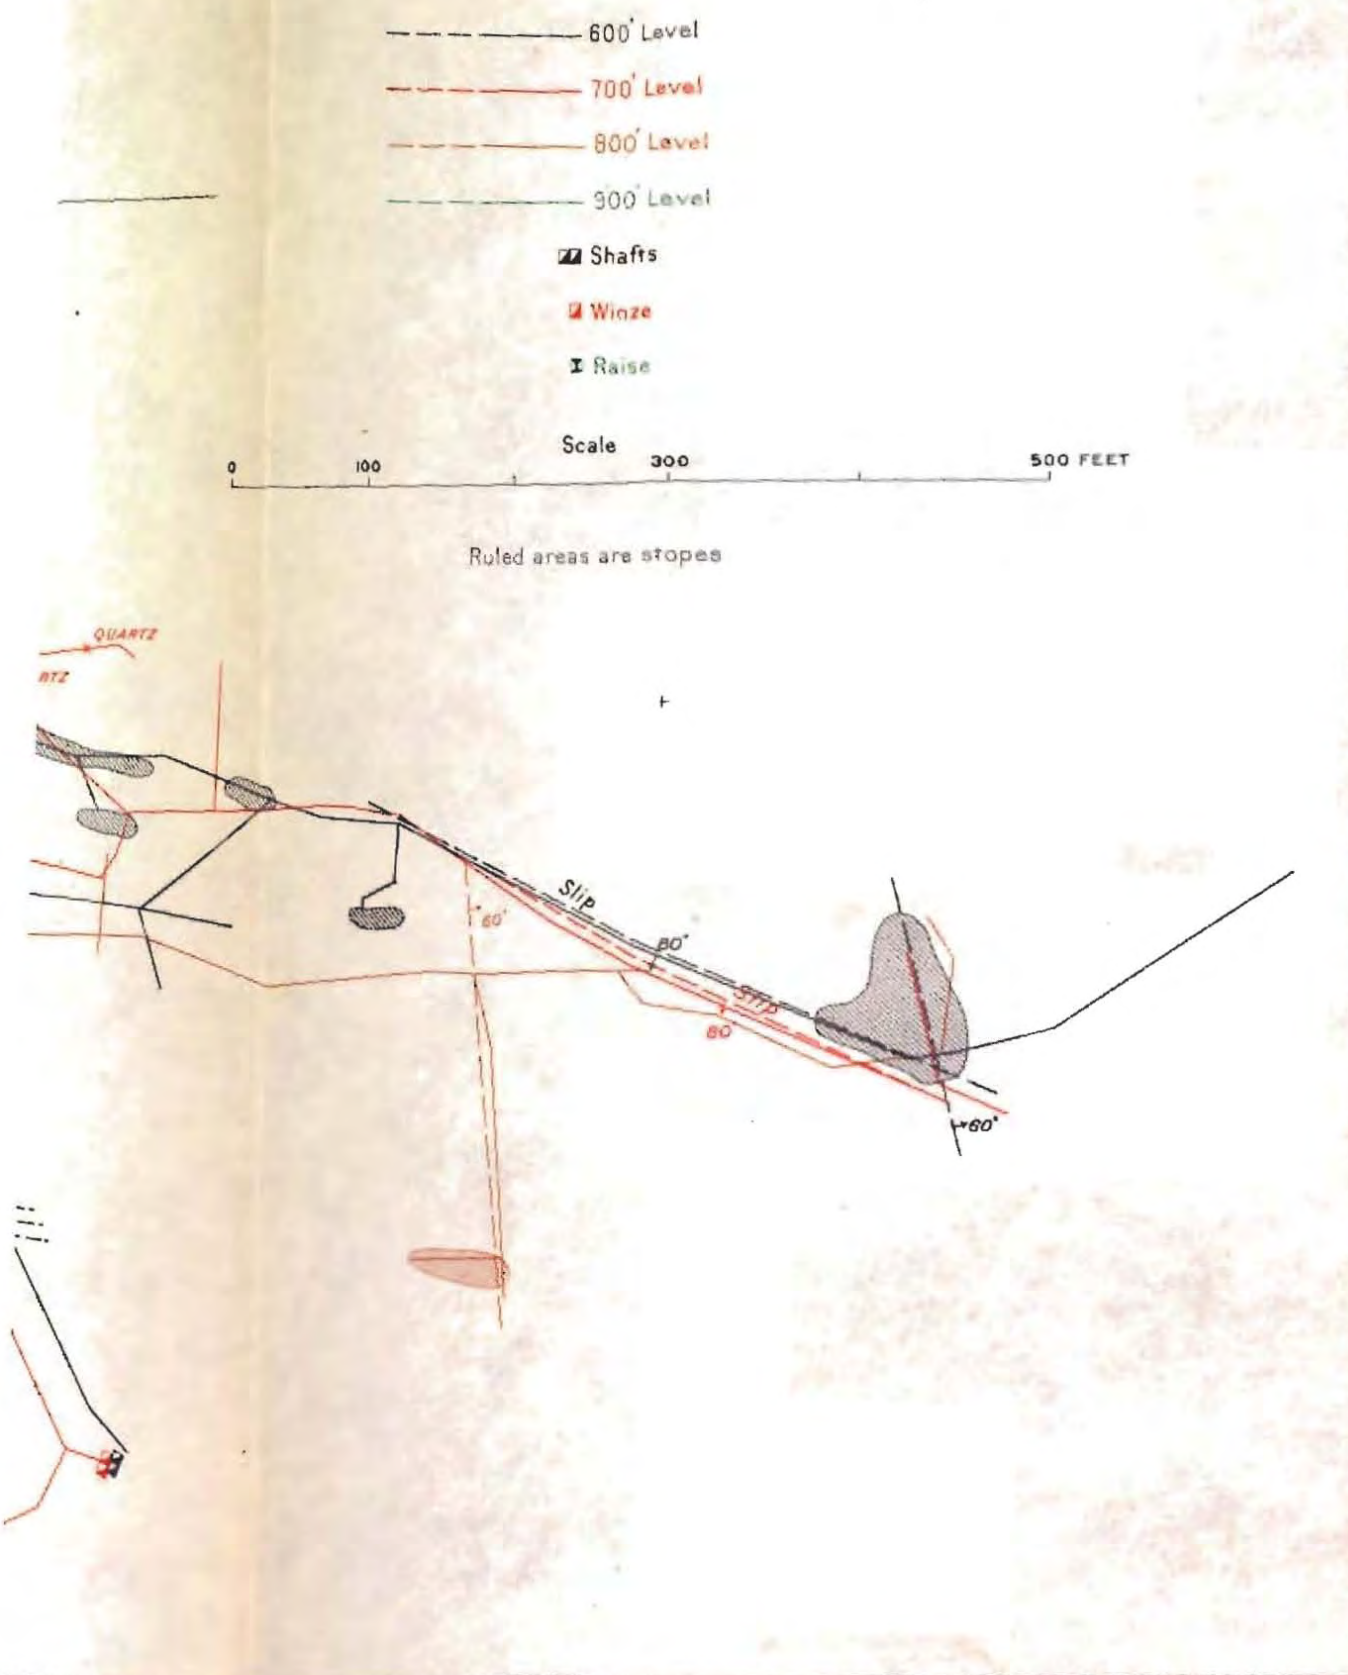 600' Level
700' Level
800' Level
900' Level
Shafts
Winze
Raise
Scale
0 100 300 500 FEET
Ruled areas are stopes
QUARTZ
RTZ
Slip
60°
80°
Slip
80°
60°